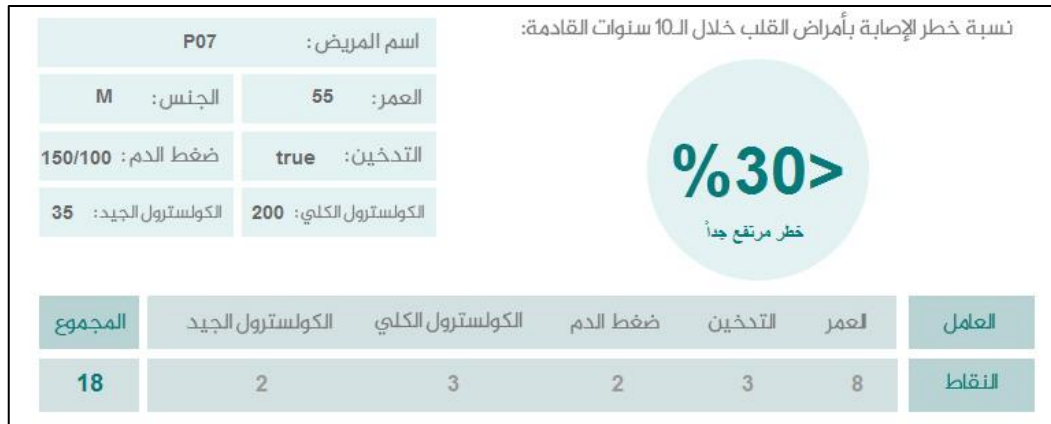 نسبة خطر الإصابة بأمراض القلب خلال الـ10 سنوات القادمة:
<%30>
خطر مرتفع جداً
اسم المريض: P07
العمر: 55 الجنس: M
التدخين: true ضغط الدم: 150/100
الكولسترول الكلي: 200 الكولسترول الجيد: 35
العامل العمر التدخين ضغط الدم الكولسترول الكلي الكولسترول الجيد المجموع
النقاط 8 3 2 3 2 18